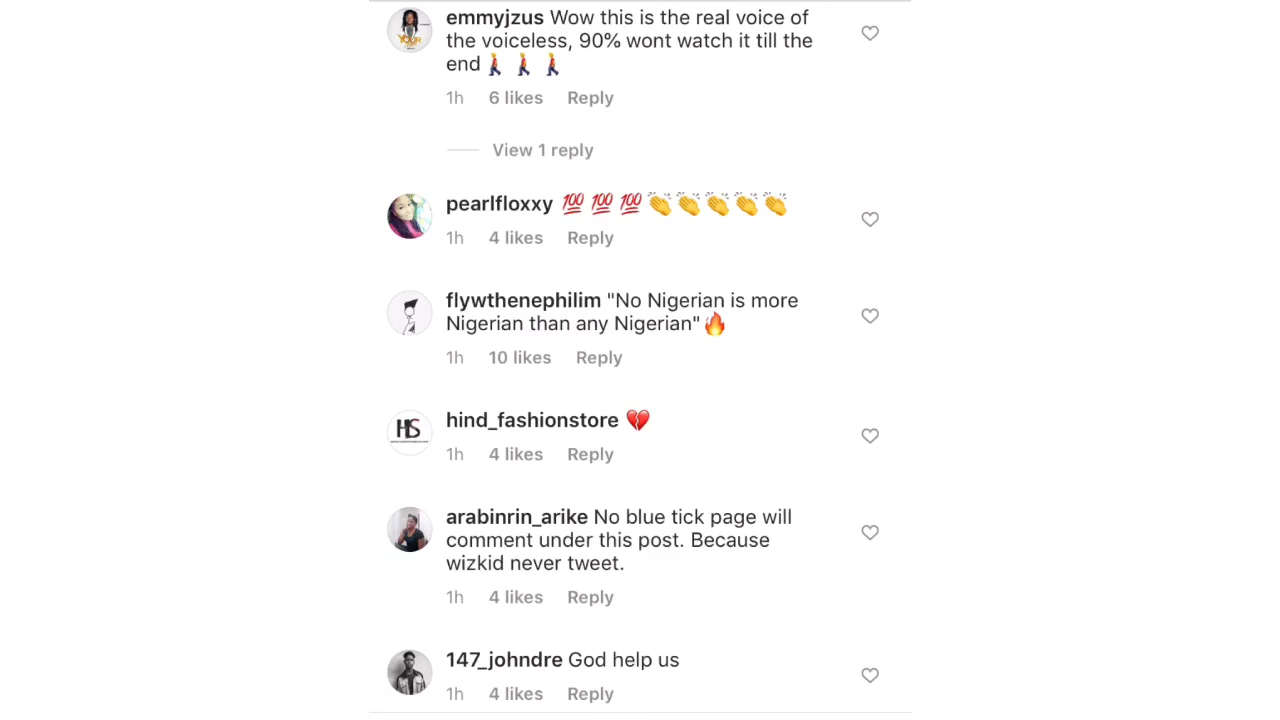 emmyjzus Wow this is the real voice of
the voiceless, 90% wont watch it till the
end🚶🚶🚶
1h 6 likes Reply
View 1 reply
pearlfloxxy 💯💯💯👏👏👏👏👏
1h 4 likes Reply
flywthenephilim "No Nigerian is more
Nigerian than any Nigerian"🔥
1h 10 likes Reply
HS
hind_fashionstore 💔
1h 4 likes Reply
arabinrin_arike No blue tick page will
comment under this post. Because
wizkid never tweet.
1h 4 likes Reply
147_johndre God help us
1h 4 likes Reply